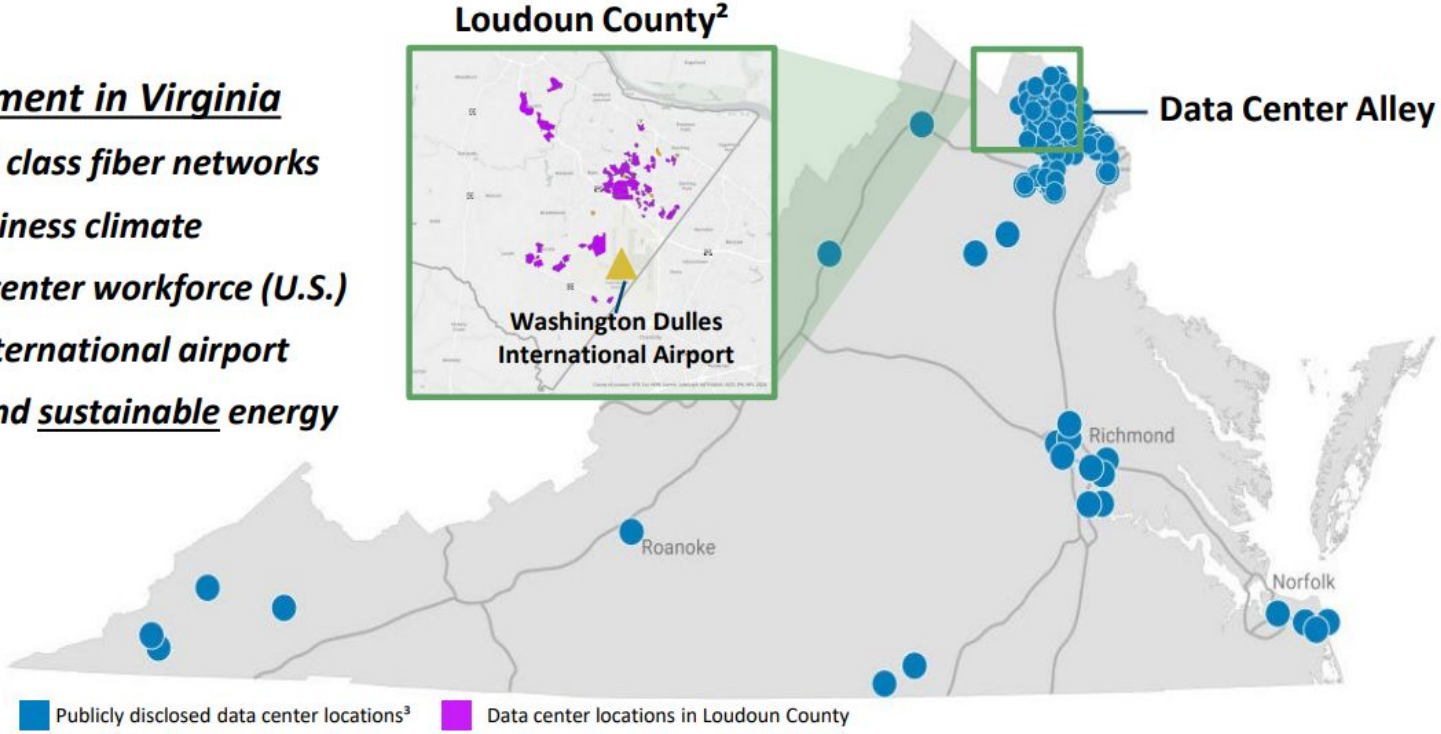 Loudoun County²
ment in Virginia
class fiber networks
iness climate
enter workforce (U.S.)
ternational airport
nd sustainable energy
Data Center Alley
Washington Dulles
International Airport
Richmond
Roanoke
Norfolk
Publicly disclosed data center locations³
Data center locations in Loudoun County